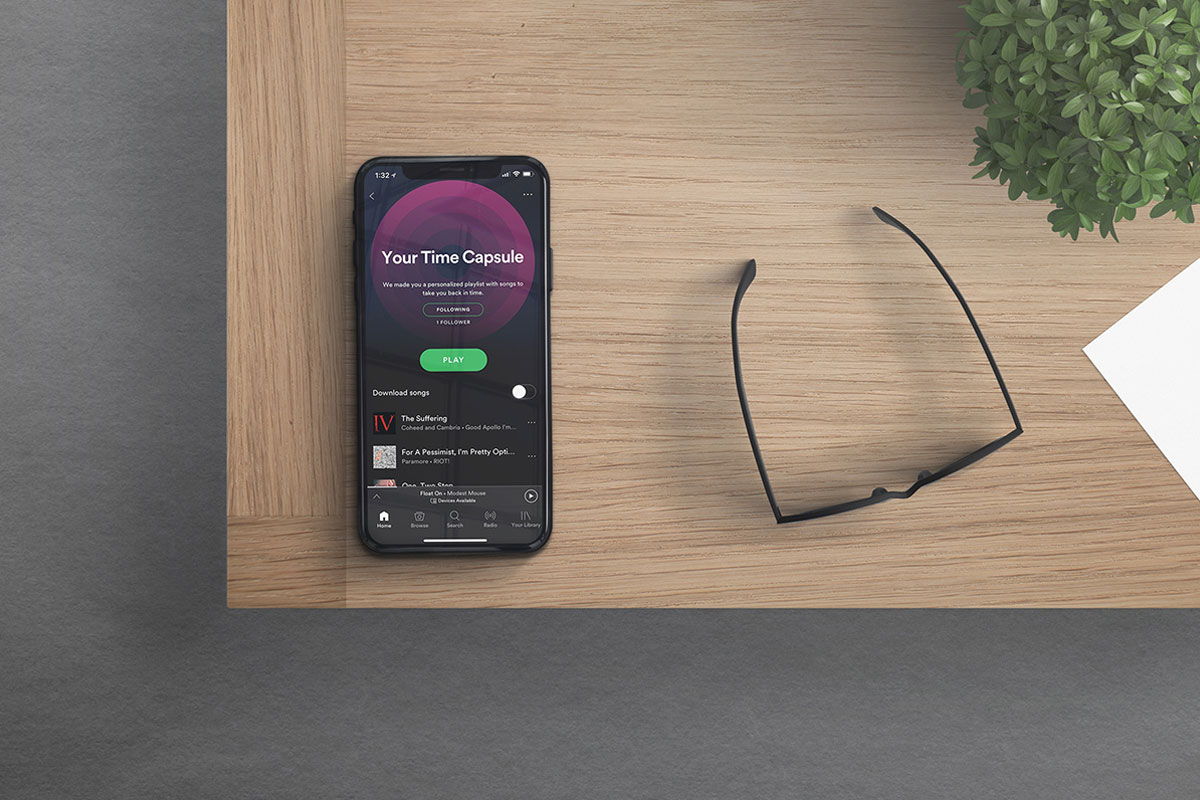 1:32
Your Time Capsule
We made you a personalized playlist with songs to
take you back in time.
FOLLOWING
1 FOLLOWER
PLAY
Download songs
IV
The Suffering
Coheed and Cambria • Good Apollo I'm...
For A Pessimist, I'm Pretty Opti...
Paramore • RIOT!
One, Two Step
Float On • Modest Mouse
Devices Available
Home Browse Search Radio Your Library